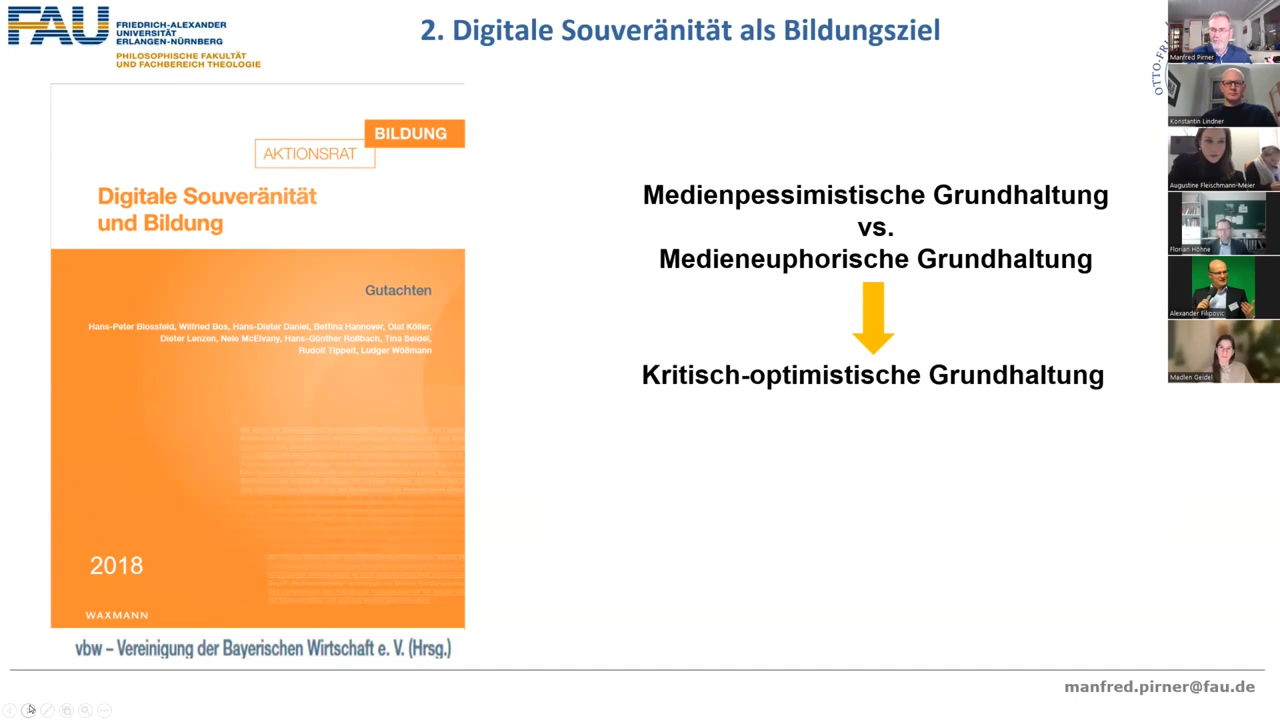 FAU
FRIEDRICH-ALEXANDER
UNIVERSITÄT
ERLANGEN-NÜRNBERG
PHILOSOPHISCHE FAKULTÄT
UND FACHBEREICH THEOLOGIE
2. Digitale Souveränität als Bildungsziel
OTTO-FRI
BILDUNG
AKTIONSRAT
Digitale Souveränität
und Bildung
Gutachten
Hans-Peter Blossfeld, Wilfried Bos, Hans-Dieter Daniel, Bettina Hannover, Olaf Köller,
Dieter Lenzen, Nele McElvany, Hans-Günther Roßbach, Tina Seidel,
Rudolf Tippelt, Ludger Wößmann
2018
WAXMANN
vbw – Vereinigung der Bayerischen Wirtschaft e. V. (Hrsg.)
Medienpessimistische Grundhaltung
vs.
Medieneuphorische Grundhaltung
Kritisch-optimistische Grundhaltung
Manfred Pirner
Konstantin Lindner
Augustine Fleischmann-Meier
Florian Höhne
Alexander Filipovic
Madlen Geidel
manfred.pirner@fau.de